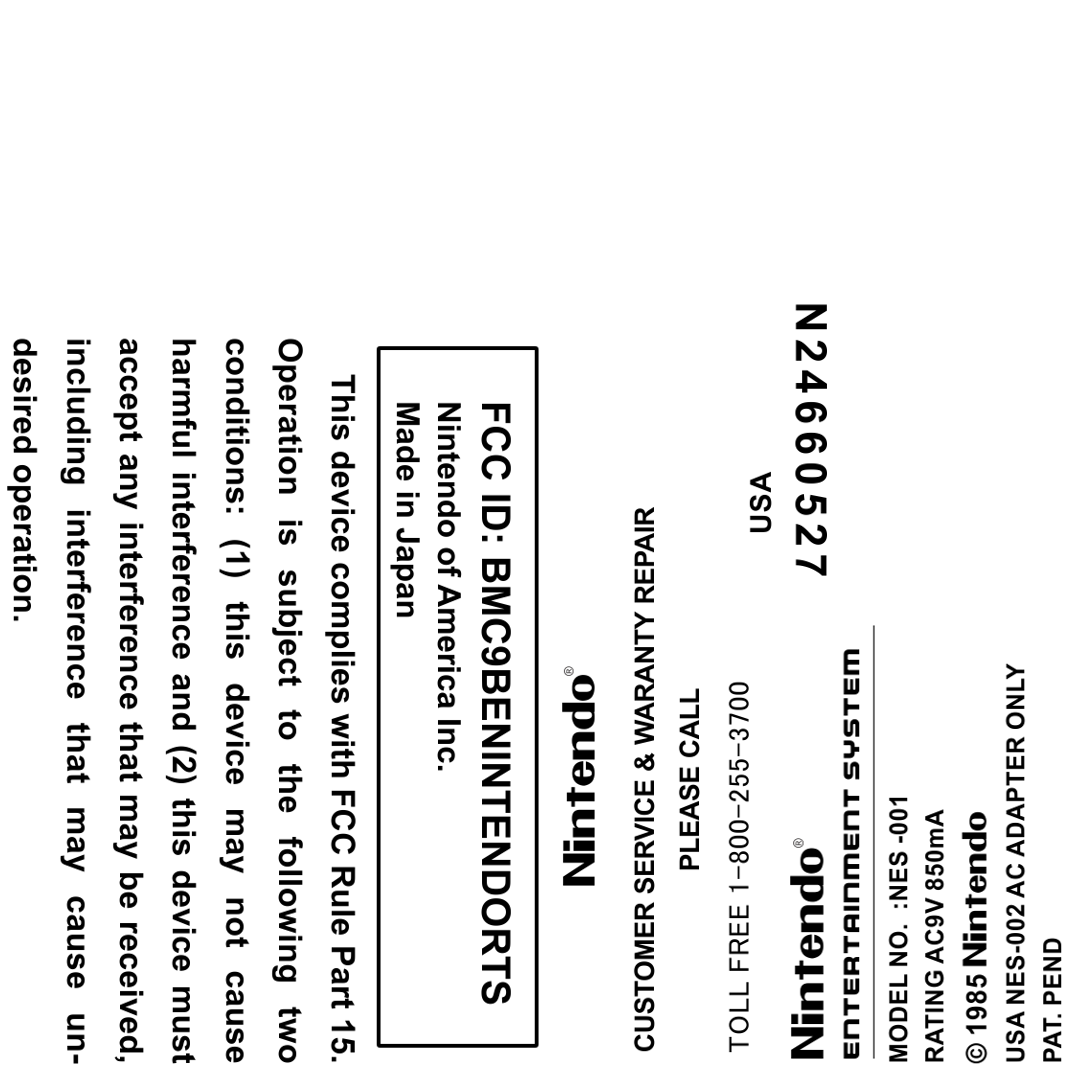 Nintendo®
CUSTOMER SERVICE & WARANTY REPAIR
PLEASE CALL
TOLL FREE 1-800-255-3700
USA
Nintendo®
ENTERTAINMENT SYSTEM
MODEL NO. :NES -001
RATING AC9V 850mA
© 1985 Nintendo
USA NES-002 AC ADAPTER ONLY
PAT. PEND
N24660527
FCC ID: BMC9BENINTENDORTS
Nintendo of America Inc.
Made in Japan
This device complies with FCC Rule Part 15.
Operation is subject to the following two
conditions: (1) this device may not cause
harmful interference and (2) this device must
accept any interference that may be received,
including interference that may cause un-
desired operation.